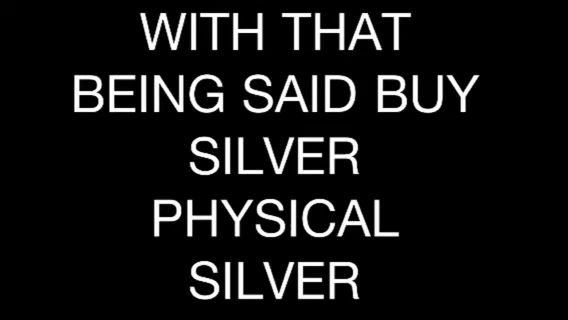 WITH THAT
BEING SAID BUY
SILVER
PHYSICAL
SILVER